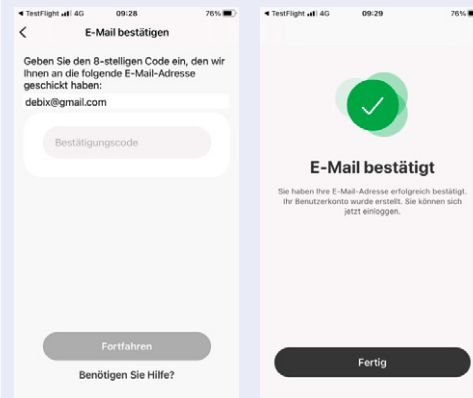 TestFlight 4G 09:28 76%
E-Mail bestätigen
Geben Sie den 8-stelligen Code ein, den wir
Ihnen an die folgende E-Mail-Adresse
geschickt haben:
debix@gmail.com
Bestätigungscode
Fortfahren
Benötigen Sie Hilfe?
TestFlight 4G 09:29 76%
E-Mail bestätigt
Sie haben Ihre E-Mail-Adresse erfolgreich bestätigt.
Ihr Benutzerkonto wurde erstellt. Sie können sich
jetzt einloggen.
Fertig